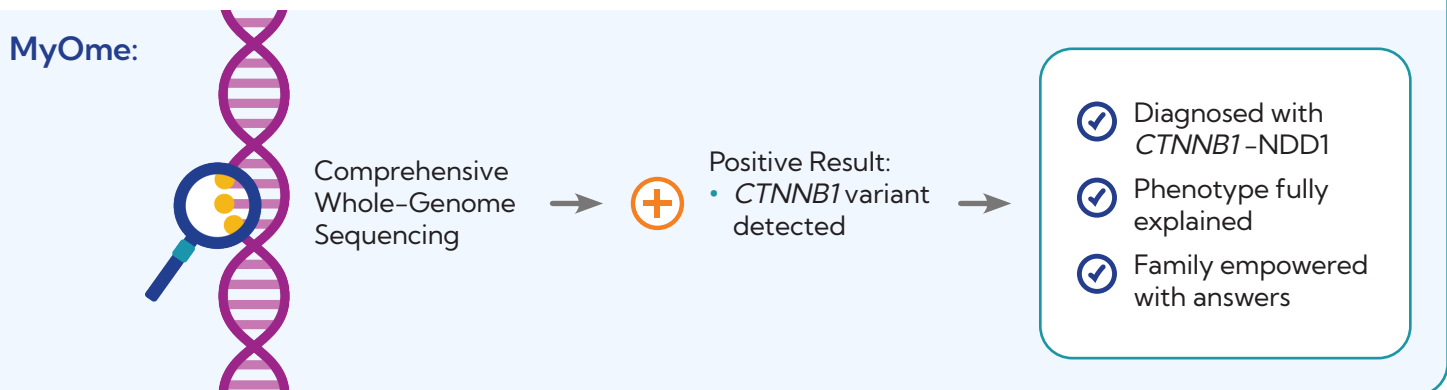 MyOme:
Comprehensive
Whole-Genome
Sequencing
Positive Result:
• CTNNB1 variant
detected
Diagnosed with
CTNNB1-NDD1
Phenotype fully
explained
Family empowered
with answers